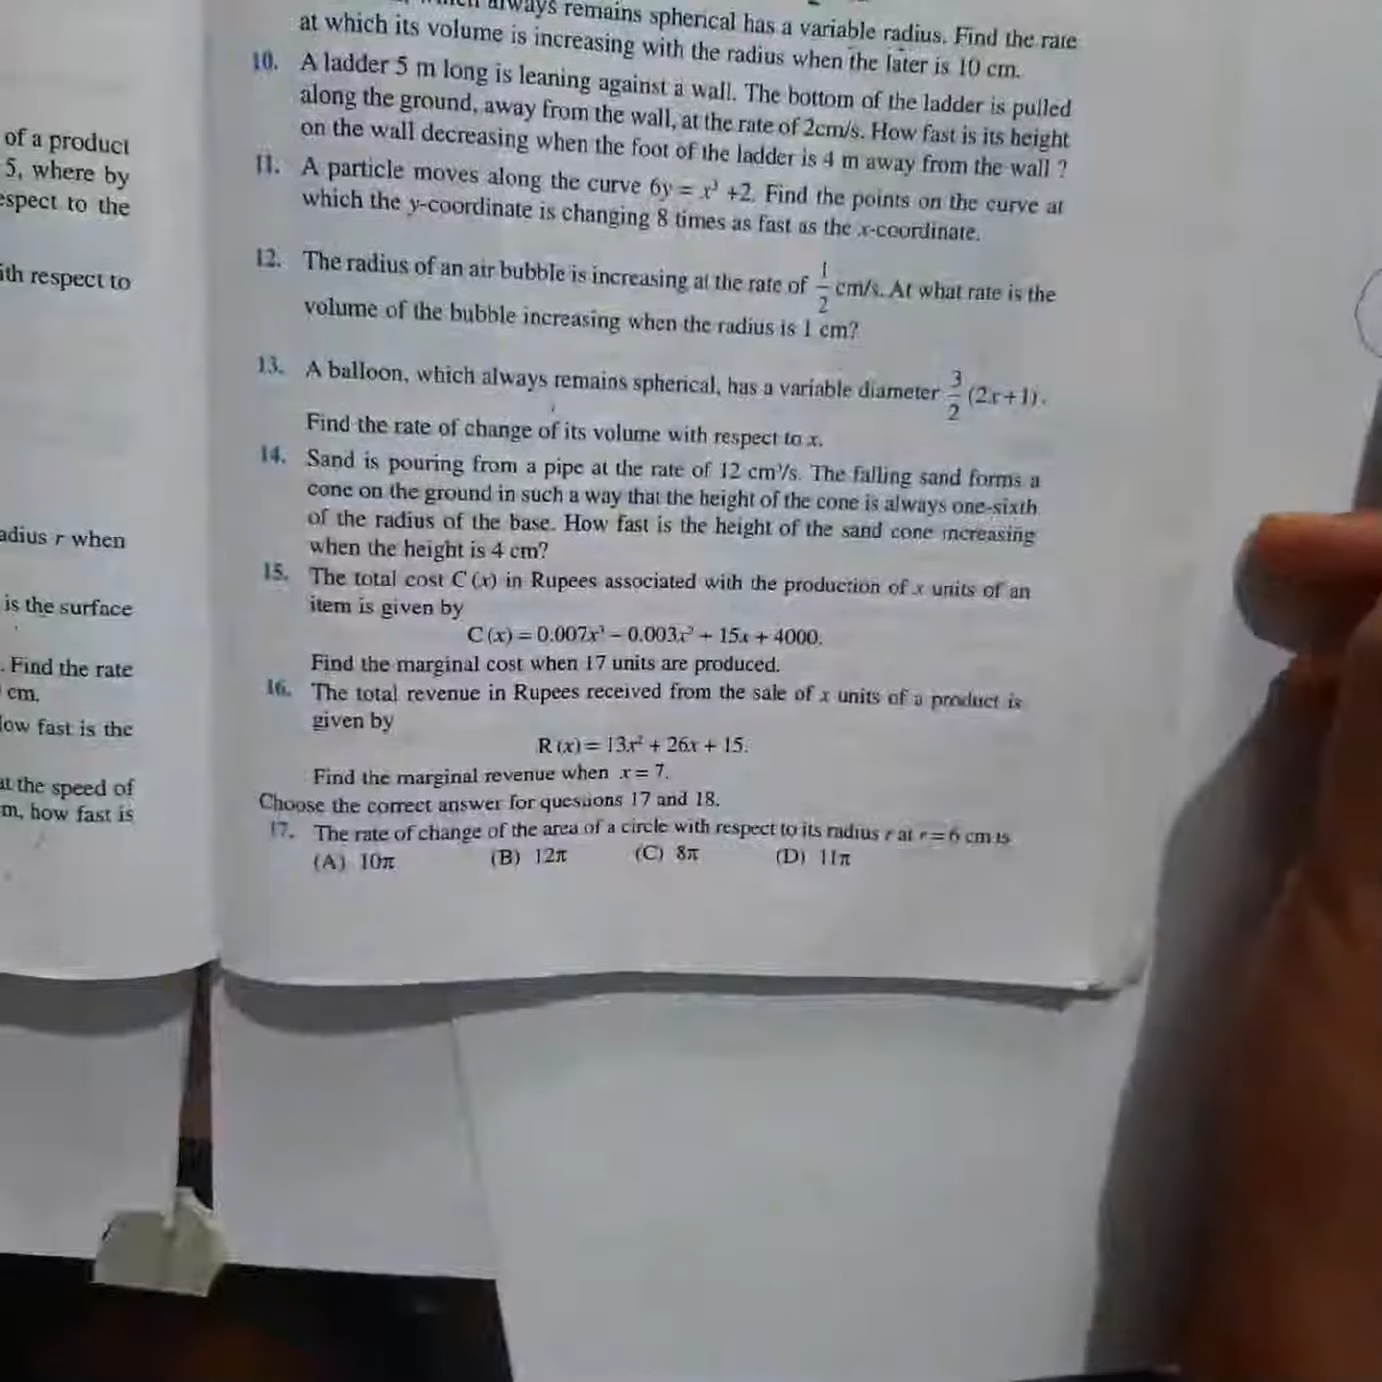 of a product
5, where by
espect to the
ith respect to
adius r when
is the surface
. Find the rate
cm.
low fast is the
at the speed of
m, how fast is
always remains spherical has a variable radius. Find the rate
at which its volume is increasing with the radius when the later is 10 cm.
10. A ladder 5 m long is leaning against a wall. The bottom of the ladder is pulled
along the ground, away from the wall, at the rate of 2cm/s. How fast is its height
on the wall decreasing when the foot of the ladder is 4 m away from the wall ?
11. A particle moves along the curve 6y = x³ +2. Find the points on the curve at
which the y-coordinate is changing 8 times as fast as the x-coordinate.
12. The radius of an air bubble is increasing at the rate of 1/2 cm/s. At what rate is the
volume of the bubble increasing when the radius is 1 cm?
13. A balloon, which always remains spherical, has a variable diameter 3/2 (2x+1).
Find the rate of change of its volume with respect to x.
14. Sand is pouring from a pipe at the rate of 12 cm³/s. The falling sand forms a
cone on the ground in such a way that the height of the cone is always one-sixth
of the radius of the base. How fast is the height of the sand cone increasing
when the height is 4 cm?
15. The total cost C (x) in Rupees associated with the production of x units of an
item is given by
C (x) = 0.007x³ – 0.003x² + 15x + 4000.
Find the marginal cost when 17 units are produced.
16. The total revenue in Rupees received from the sale of x units of a product is
given by
R (x) = 13x² + 26x + 15.
Find the marginal revenue when x = 7.
Choose the correct answer for questions 17 and 18.
17. The rate of change of the area of a circle with respect to its radius r at r = 6 cm is
(A) 10π (B) 12π (C) 8π (D) 11π